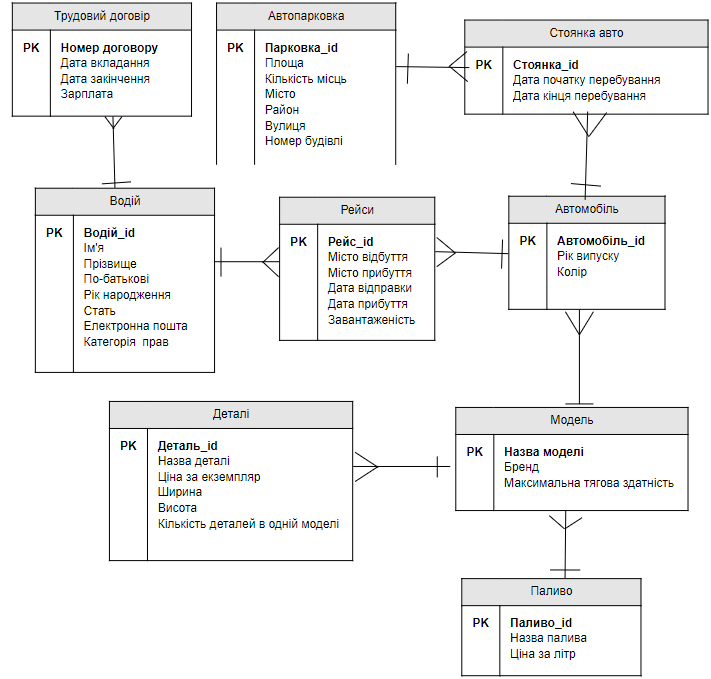 Трудовий договір
PK
Номер договору
Дата вкладання
Дата закінчення
Зарплата
Автопарковка
PK
Парковка_id
Площа
Кількість місць
Місто
Район
Вулиця
Номер будівлі
Стоянка авто
PK
Стоянка_id
Дата початку перебування
Дата кінця перебування
Водій
PK
Водій_id
Ім'я
Прізвище
По-батькові
Рік народження
Стать
Електронна пошта
Категорія прав
Рейси
PK
Рейс_id
Місто відбуття
Місто прибуття
Дата відправки
Дата прибуття
Завантаженість
Автомобіль
PK
Автомобіль_id
Рік випуску
Колір
Деталі
PK
Деталь_id
Назва деталі
Ціна за екземпляр
Ширина
Висота
Кількість деталей в одній моделі
Модель
PK
Назва моделі
Бренд
Максимальна тягова здатність
Паливо
PK
Паливо_id
Назва палива
Ціна за літр